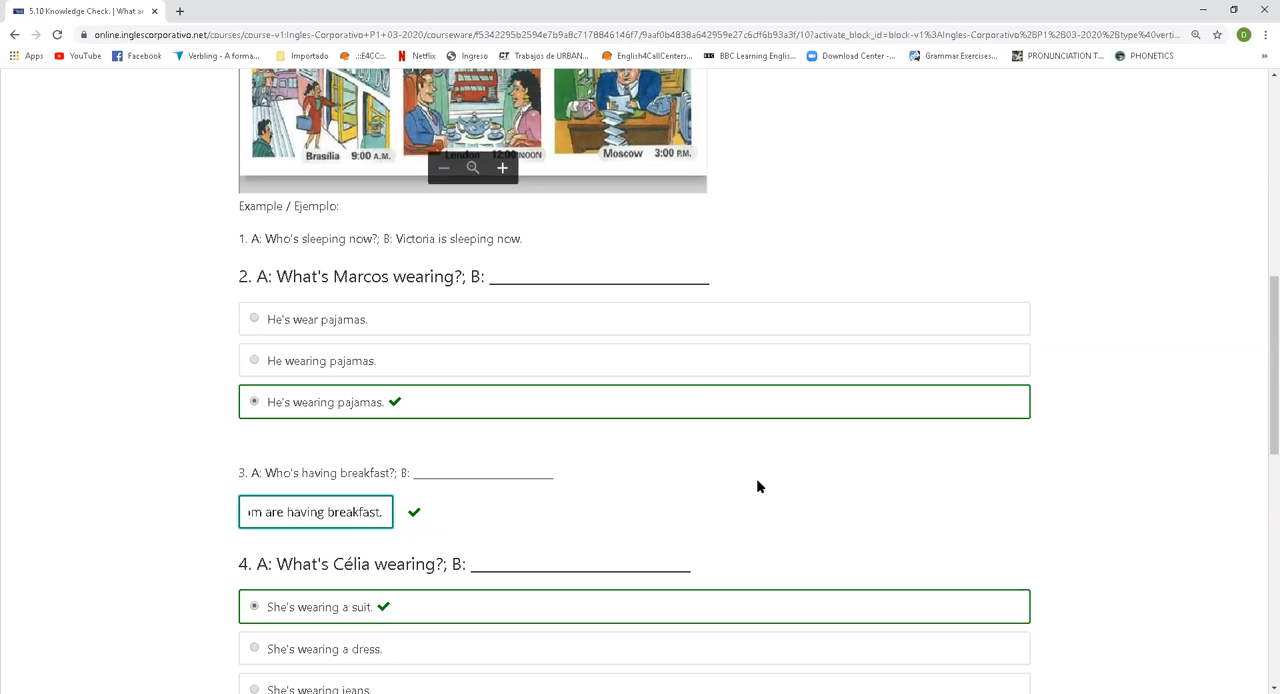 5.10 Knowledge Check. | What ar
online.inglescorporativo.net/courses/course-v1:Ingles-Corporativo+P1+03-2020/courseware/f5342295b2594e7b9a8c7178846146f7/9aaf0b4838a642959e27c6cff6b93a3f/10?activate_block_id=block-v1%3AIngles-Corporativo%2BP1%2B03-2020%2Btype%40verti...
D
Apps YouTube Facebook Verbling - A forma... Importado .::E4CC::. Netflix Ingreso Trabajos de URBAN... English4CallCenters... BBC Learning Englis... Download Center -... Grammar Exercises... PRONUNCIATION T... PHONETICS »
Brasília 9:00 A.M. London 12:00 NOON Moscow 3:00 P.M.
Example / Ejemplo:
1. A: Who's sleeping now?; B: Victoria is sleeping now.
2. A: What's Marcos wearing?; B: ____________________
He's wear pajamas.
He wearing pajamas.
He's wearing pajamas.
3. A: Who's having breakfast?; B: ____________________
m are having breakfast.
4. A: What's Célia wearing?; B: ____________________
She's wearing a suit.
She's wearing a dress.
She's wearing jeans.